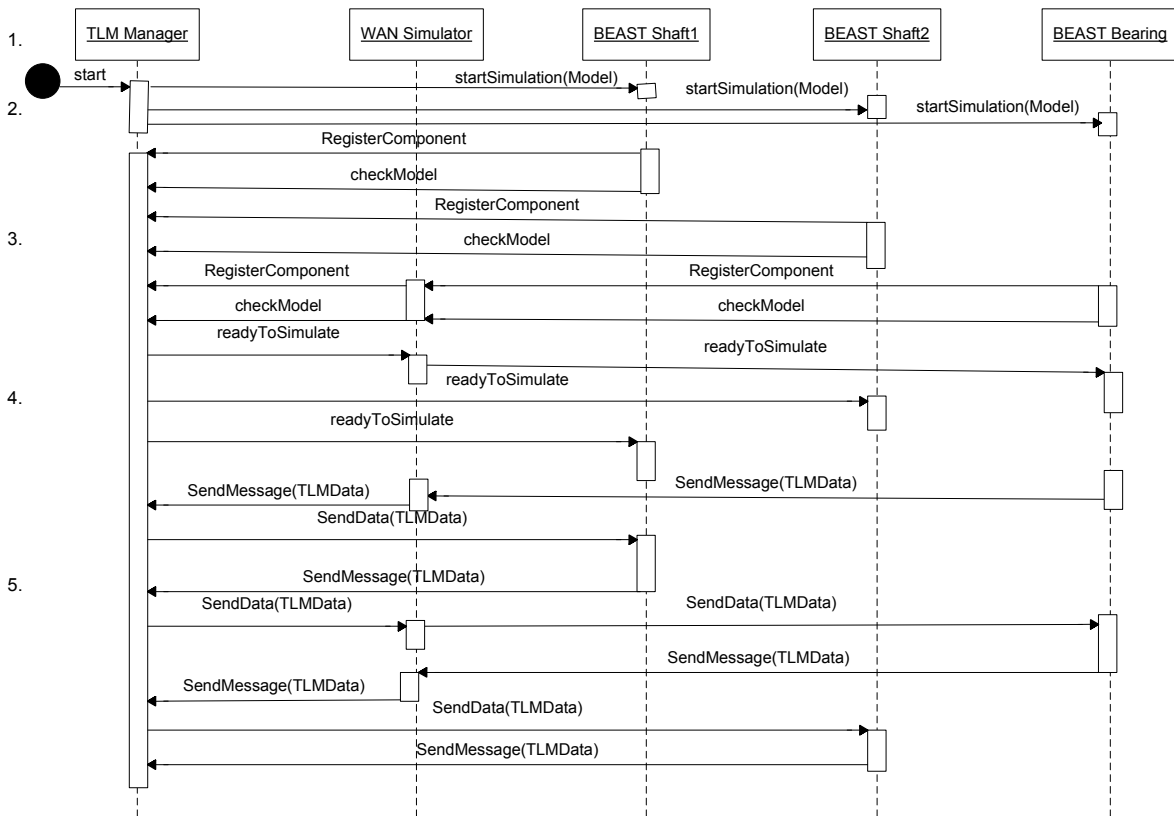 1.
TLM Manager
WAN Simulator
BEAST Shaft1
BEAST Shaft2
BEAST Bearing
start
startSimulation(Model)
startSimulation(Model)
2.
startSimulation(Model)
RegisterComponent
checkModel
RegisterComponent
3.
checkModel
RegisterComponent
RegisterComponent
checkModel
checkModel
readyToSimulate
readyToSimulate
readyToSimulate
4.
readyToSimulate
SendMessage(TLMData)
SendMessage(TLMData)
SendData(TLMData)
SendMessage(TLMData)
5.
SendData(TLMData)
SendData(TLMData)
SendMessage(TLMData)
SendMessage(TLMData)
SendData(TLMData)
SendMessage(TLMData)